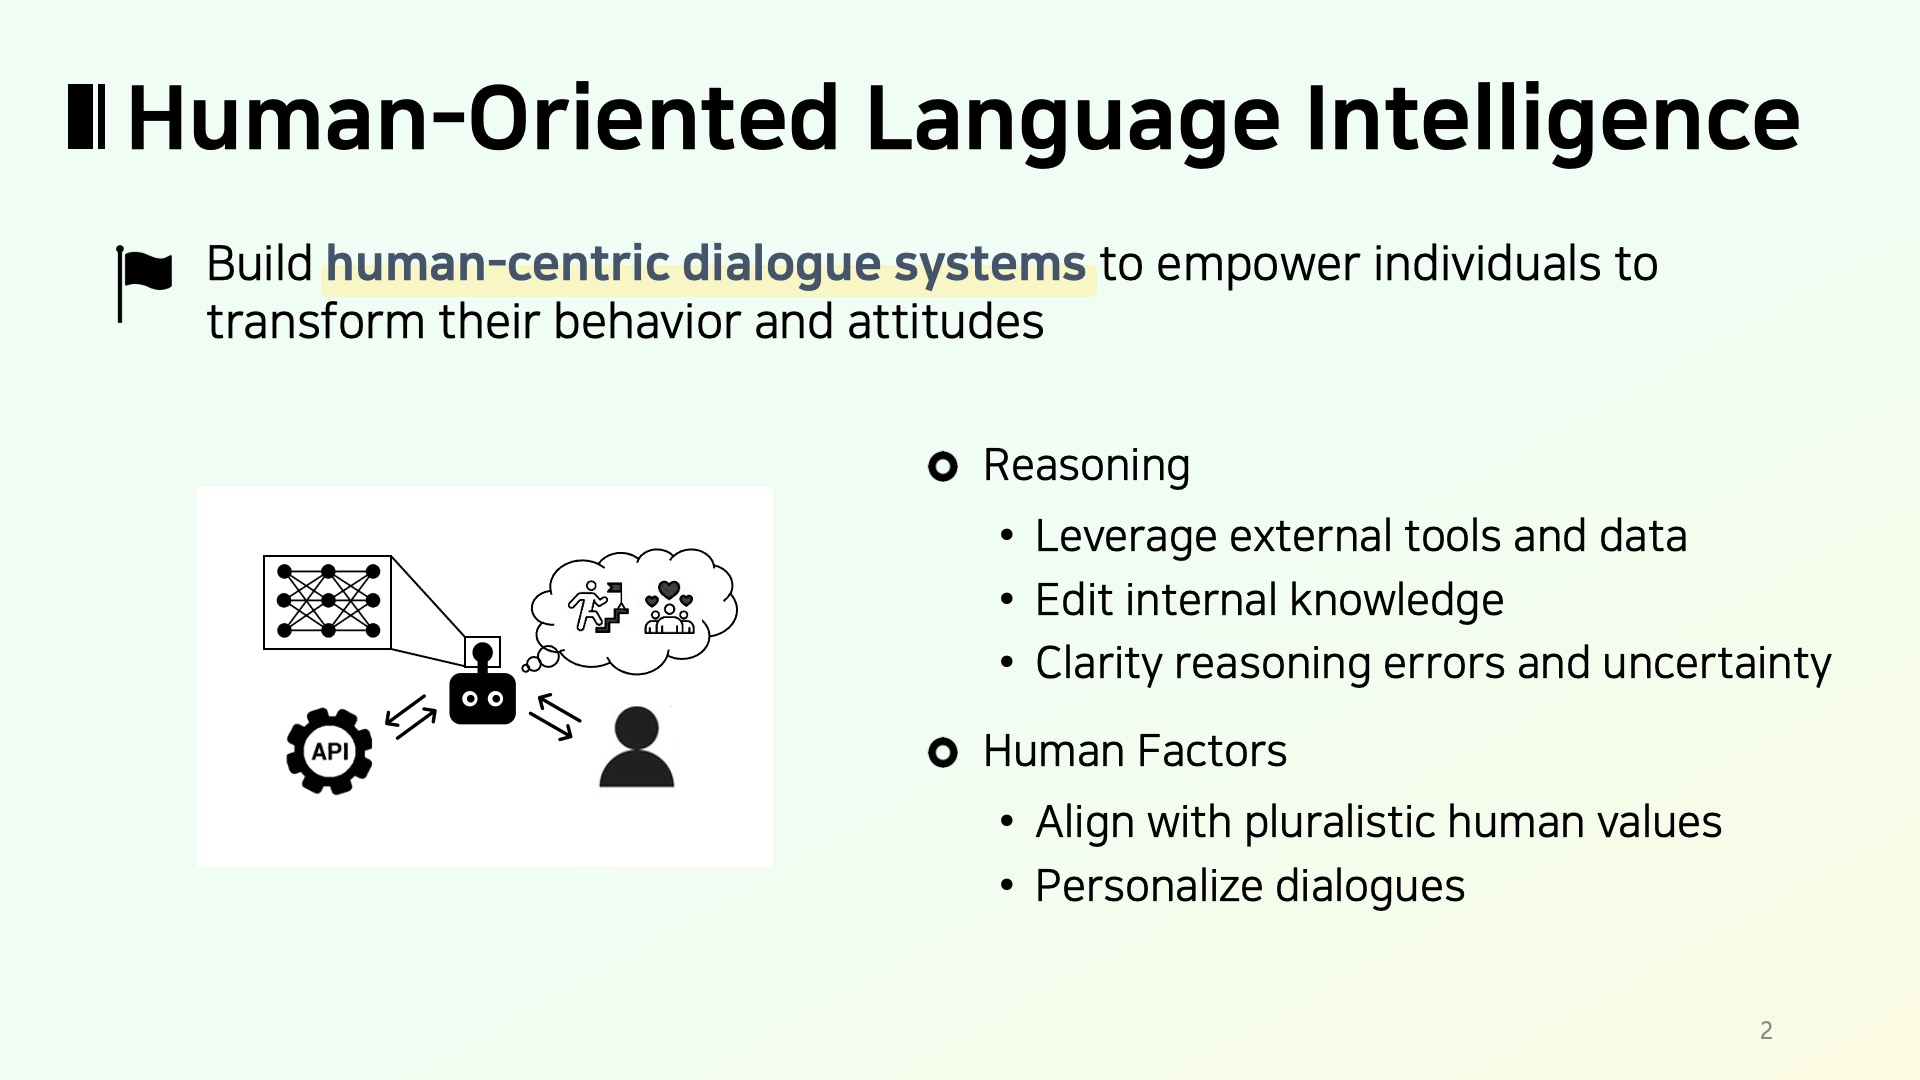 Human-Oriented Language Intelligence
Build human-centric dialogue systems to empower individuals to
transform their behavior and attitudes
API
Reasoning
• Leverage external tools and data
• Edit internal knowledge
• Clarity reasoning errors and uncertainty
Human Factors
• Align with pluralistic human values
• Personalize dialogues
2